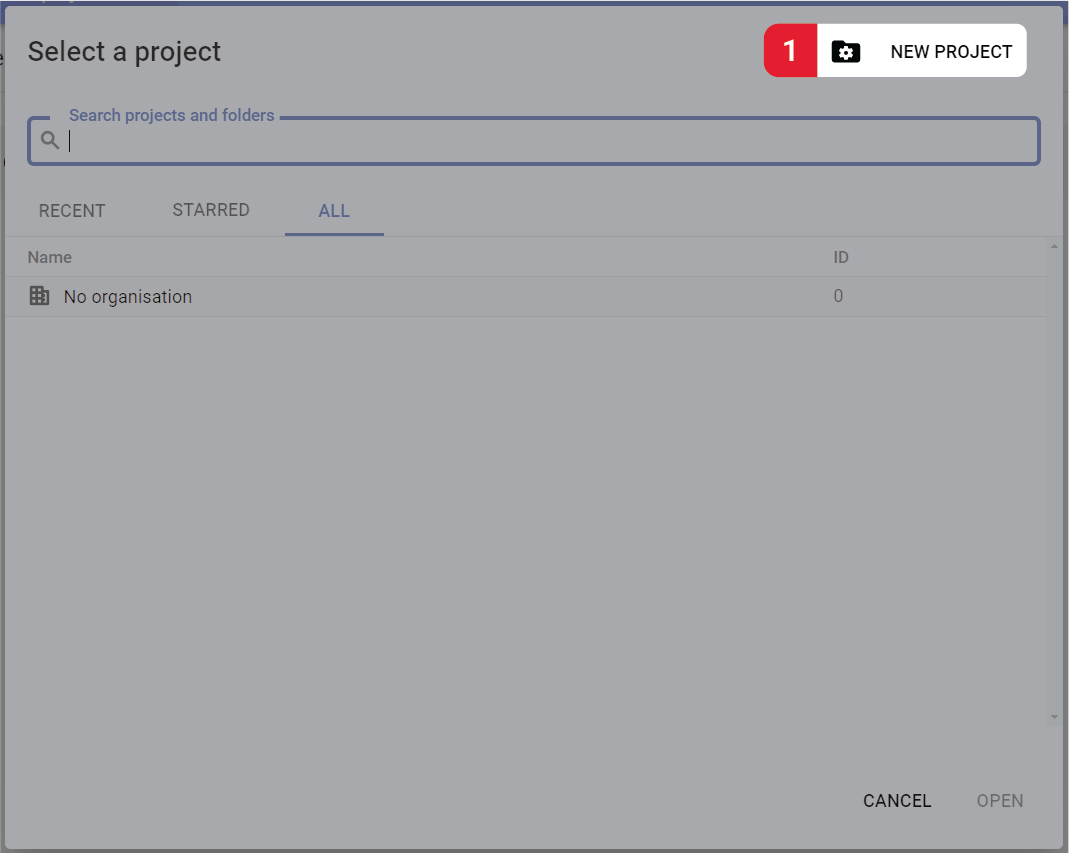 Select a project
1 NEW PROJECT
Search projects and folders
RECENT STARRED ALL
Name ID
No organisation 0
CANCEL OPEN